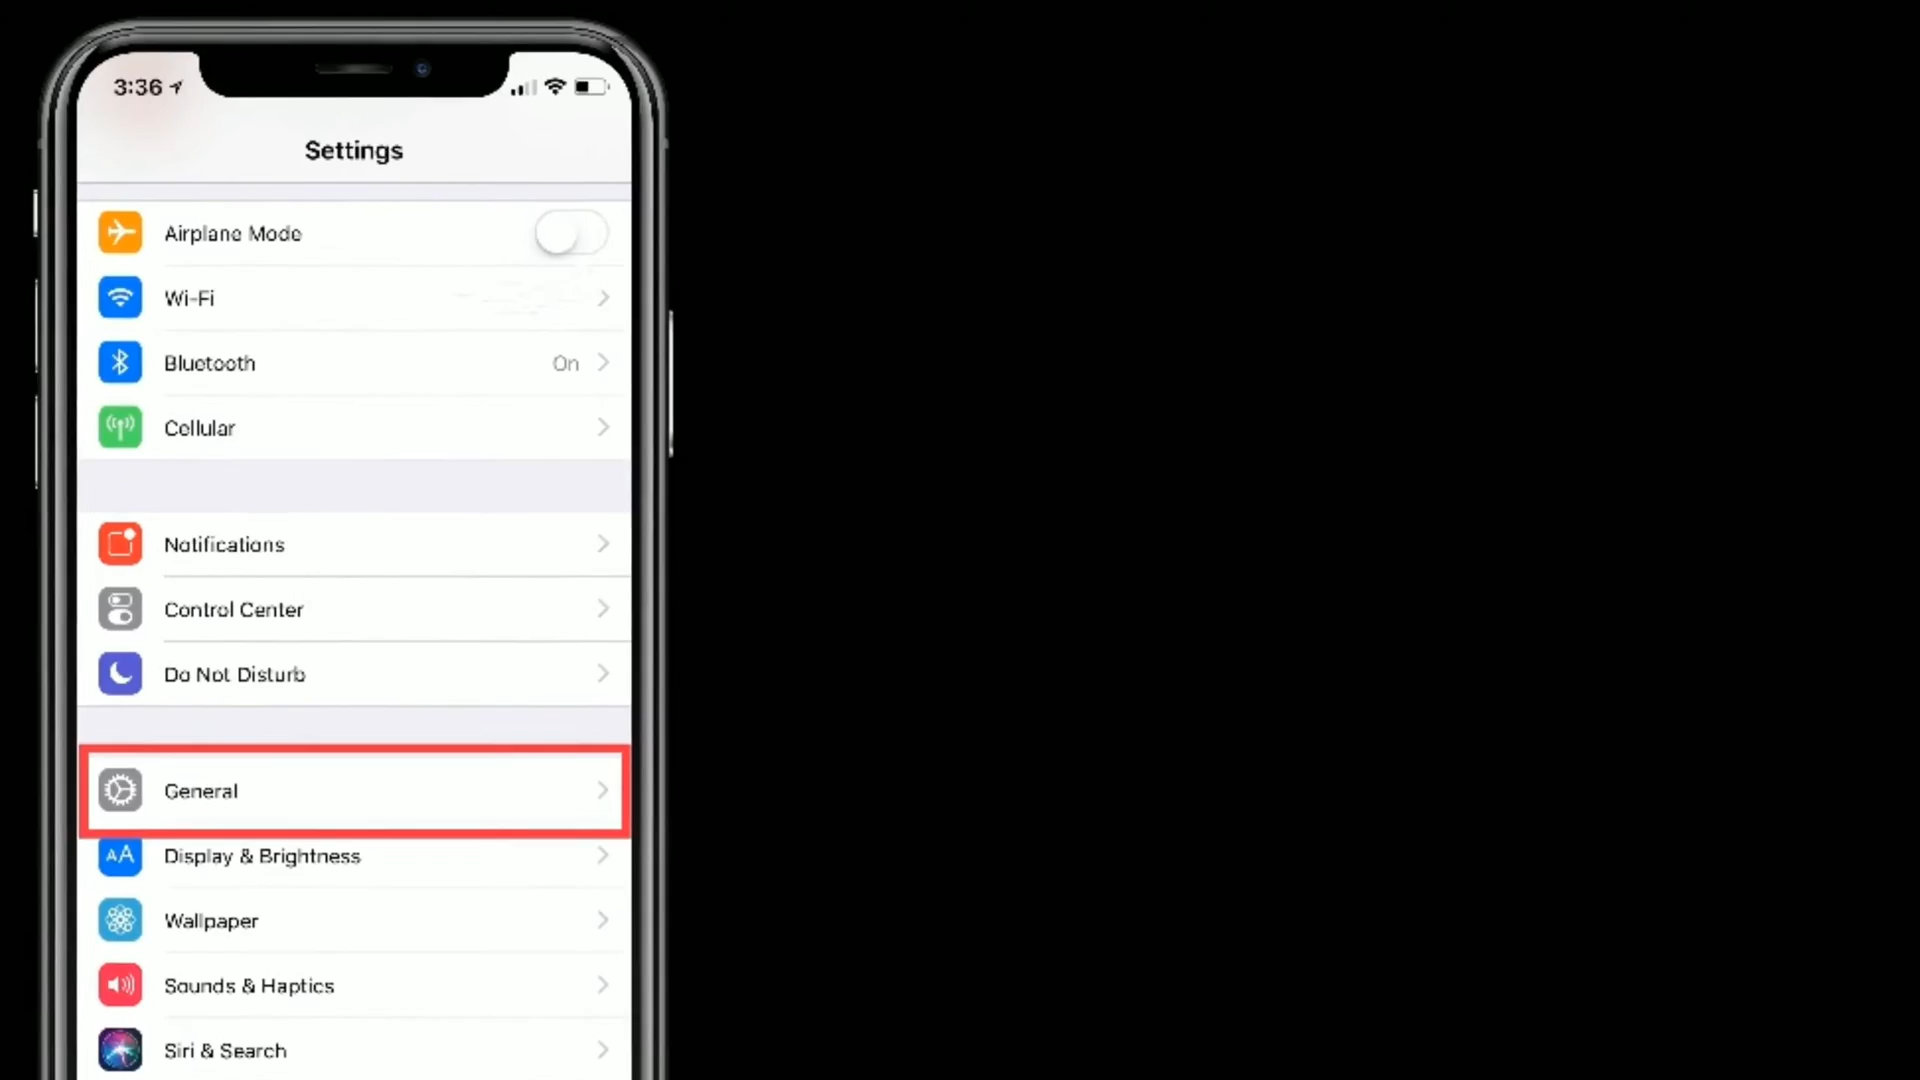 3:36
Settings
Airplane Mode
Wi-Fi
Bluetooth On
Cellular
Notifications
Control Center
Do Not Disturb
General
AA Display & Brightness
Wallpaper
Sounds & Haptics
Siri & Search